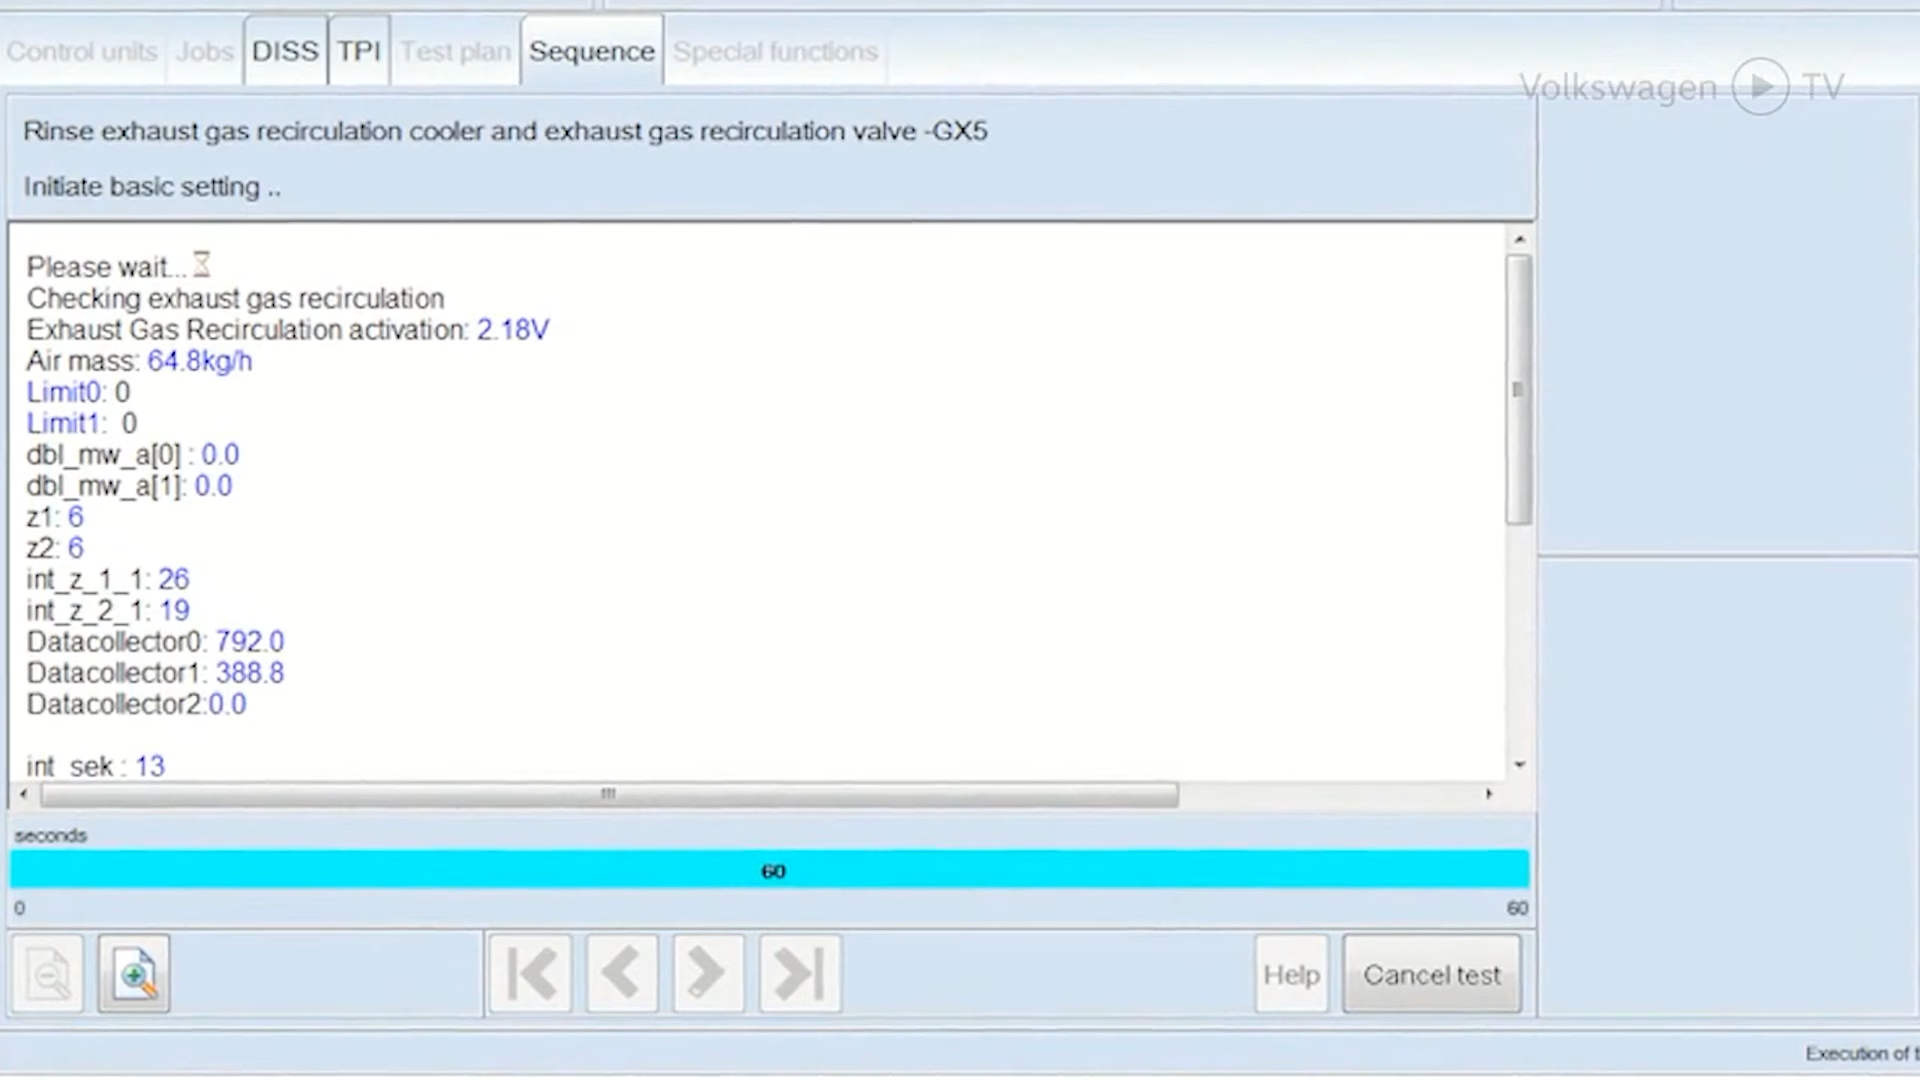 Control units Jobs DISS TPI Test plan Sequence Special functions
Volkswagen TV
Rinse exhaust gas recirculation cooler and exhaust gas recirculation valve -GX5
Initiate basic setting ..
Please wait...
Checking exhaust gas recirculation
Exhaust Gas Recirculation activation: 2.18V
Air mass: 64.8kg/h
Limit0: 0
Limit1: 0
dbl_mw_a[0] : 0.0
dbl_mw_a[1]: 0.0
z1: 6
z2: 6
int_z_1_1: 26
int_z_2_1: 19
Datacollector0: 792.0
Datacollector1: 388.8
Datacollector2:0.0
int_sek : 13
seconds
60
0 60
Help Cancel test
Execution of t